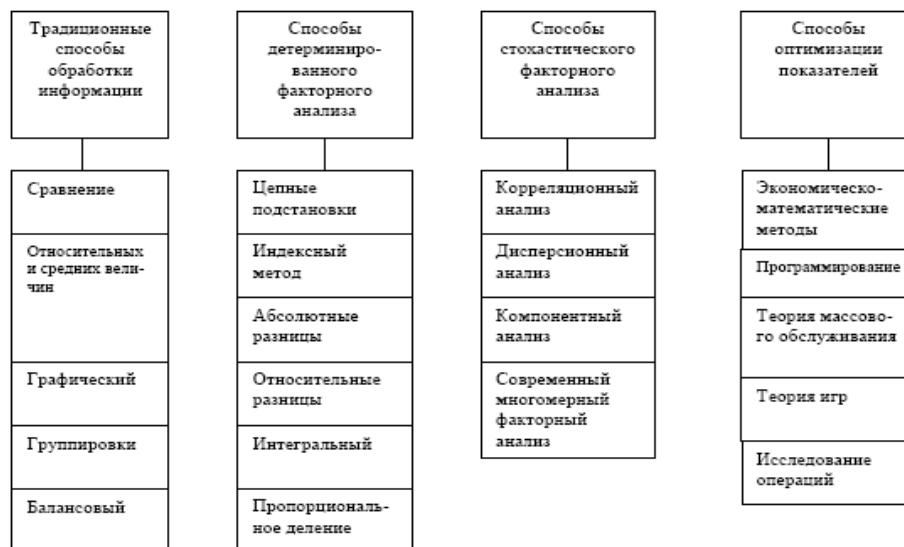 Традиционные
способы
обработки
информации
Способы
детерминиро-
ванного
факторного
анализа
Способы
стохастического
факторного
анализа
Способы
оптимизации
показателей
Сравнение
Относительных
и средних вели-
чин
Графический
Группировки
Балансовый
Цепные
подстановки
Индексный
метод
Абсолютные
разницы
Относительные
разницы
Интегральный
Пропорциональ-
ное деление
Корреляционный
анализ
Дисперсионный
анализ
Компонентный
анализ
Современный
многомерный
факторный
анализ
Экономическо-
математические
методы
Программирование
Теория массово-
го обслуживания
Теория игр
Исследование
операций